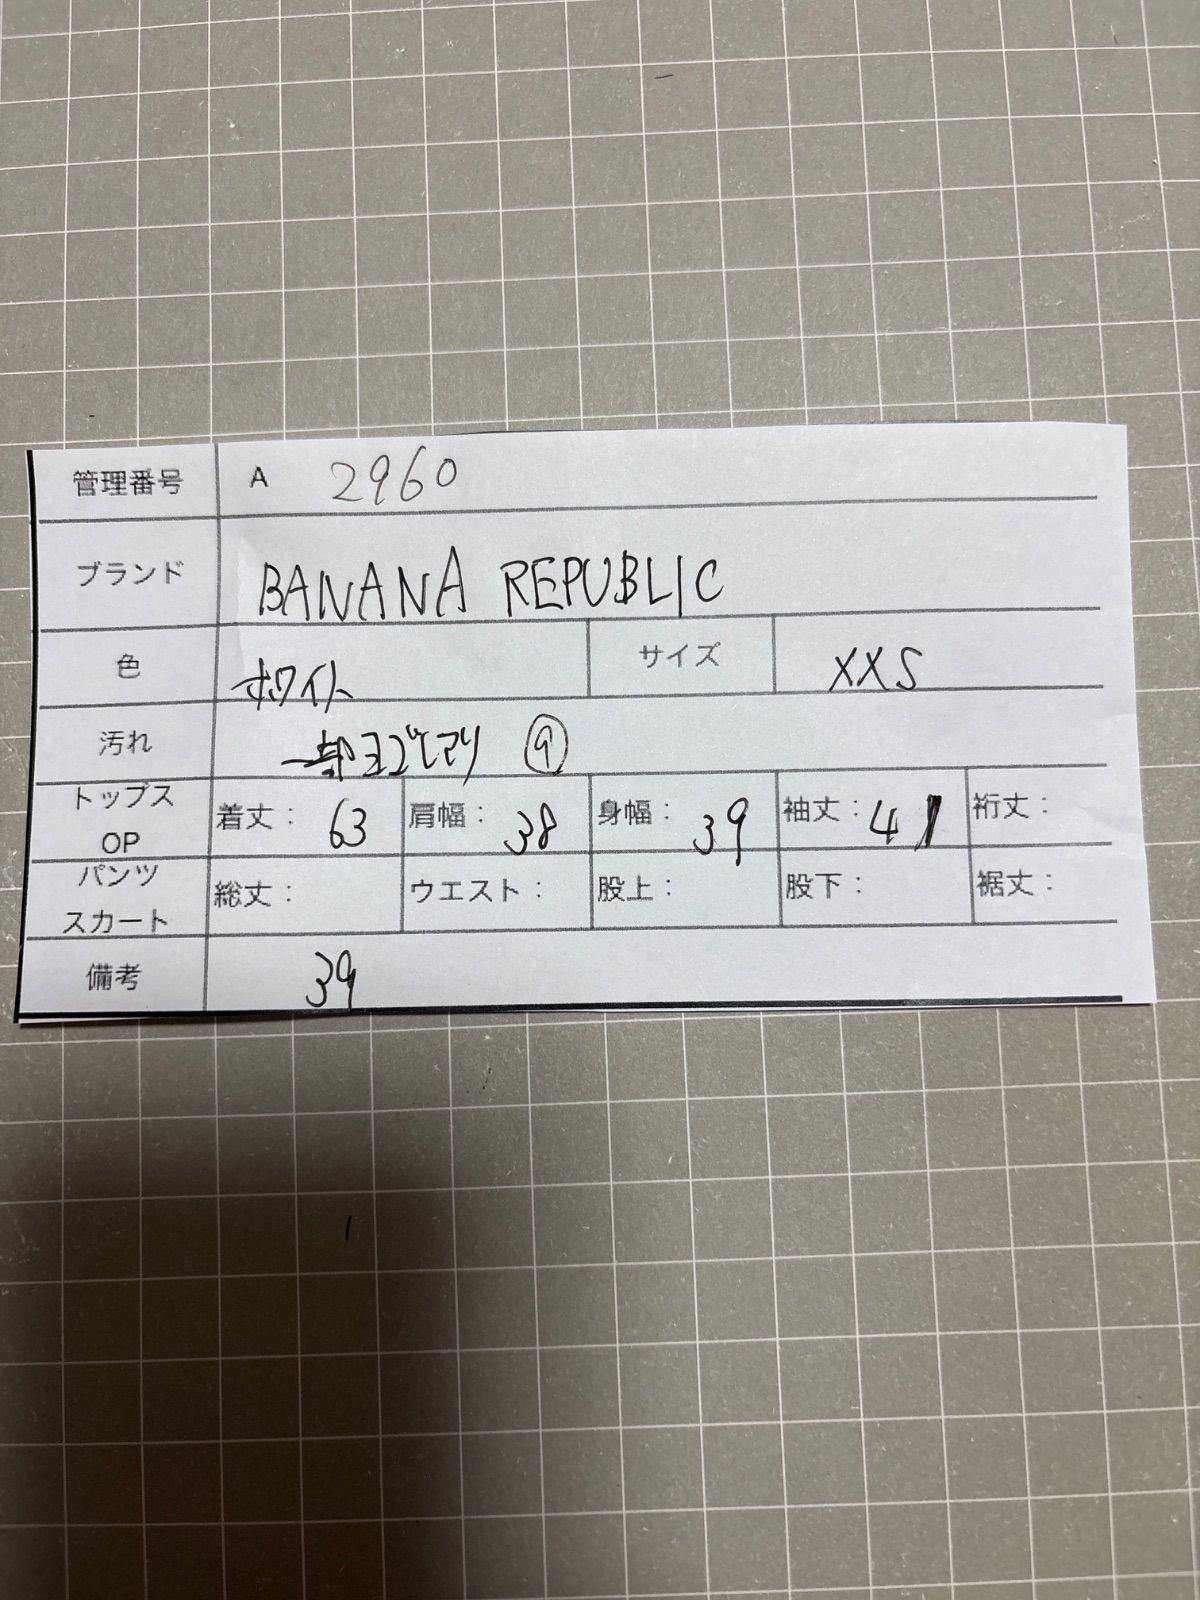 管理番号 A 2960
ブランド BANANA REPUBLIC
色 ホワイト サイズ XXS
汚れ 一部ヨゴレアリ ⑨
トップス OP 着丈: 63 肩幅: 38 身幅: 39 袖丈: 41 裄丈:
パンツ スカート 総丈: ウエスト: 股上: 股下: 裾丈:
備考 39